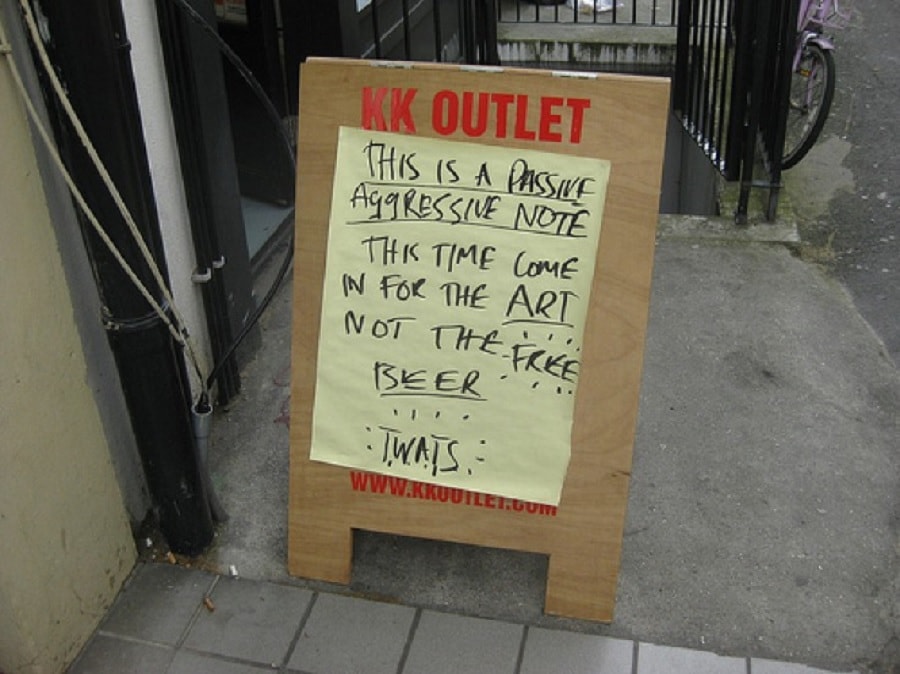 KK OUTLET
THIS IS A PASSIVE
AGGRESSIVE NOTE
THIS TIME COME
IN FOR THE ART
NOT THE FREE
BEER
TWATS
WWW.KKOUTLET.COM